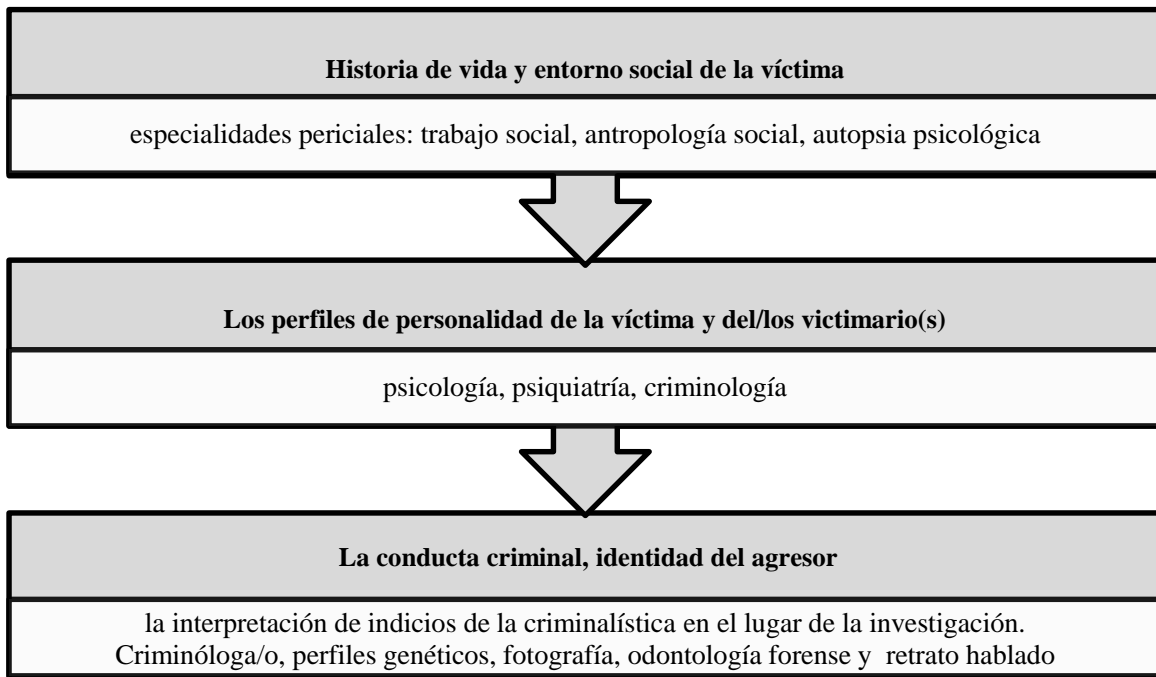 Historia de vida y entorno social de la víctima
especialidades periciales: trabajo social, antropología social, autopsia psicológica
Los perfiles de personalidad de la víctima y del/los victimario(s)
psicología, psiquiatría, criminología
La conducta criminal, identidad del agresor
la interpretación de indicios de la criminalística en el lugar de la investigación.
Criminóloga/o, perfiles genéticos, fotografía, odontología forense y retrato hablado